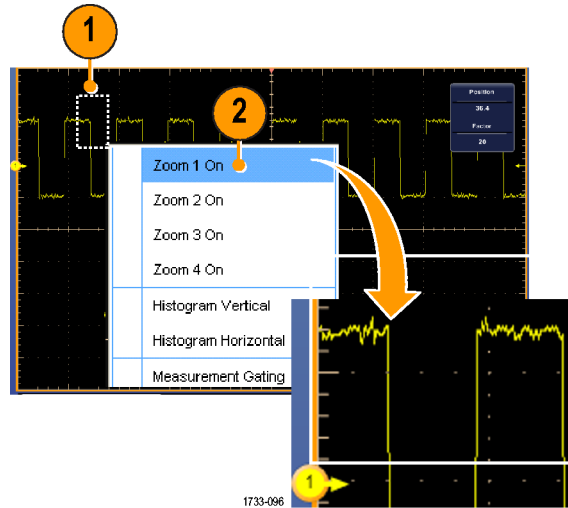 1
2
Position
36.4
Factor
20
Zoom 1 On
Zoom 2 On
Zoom 3 On
Zoom 4 On
Histogram Vertical
Histogram Horizontal
Measurement Gating
1
1
1733-096